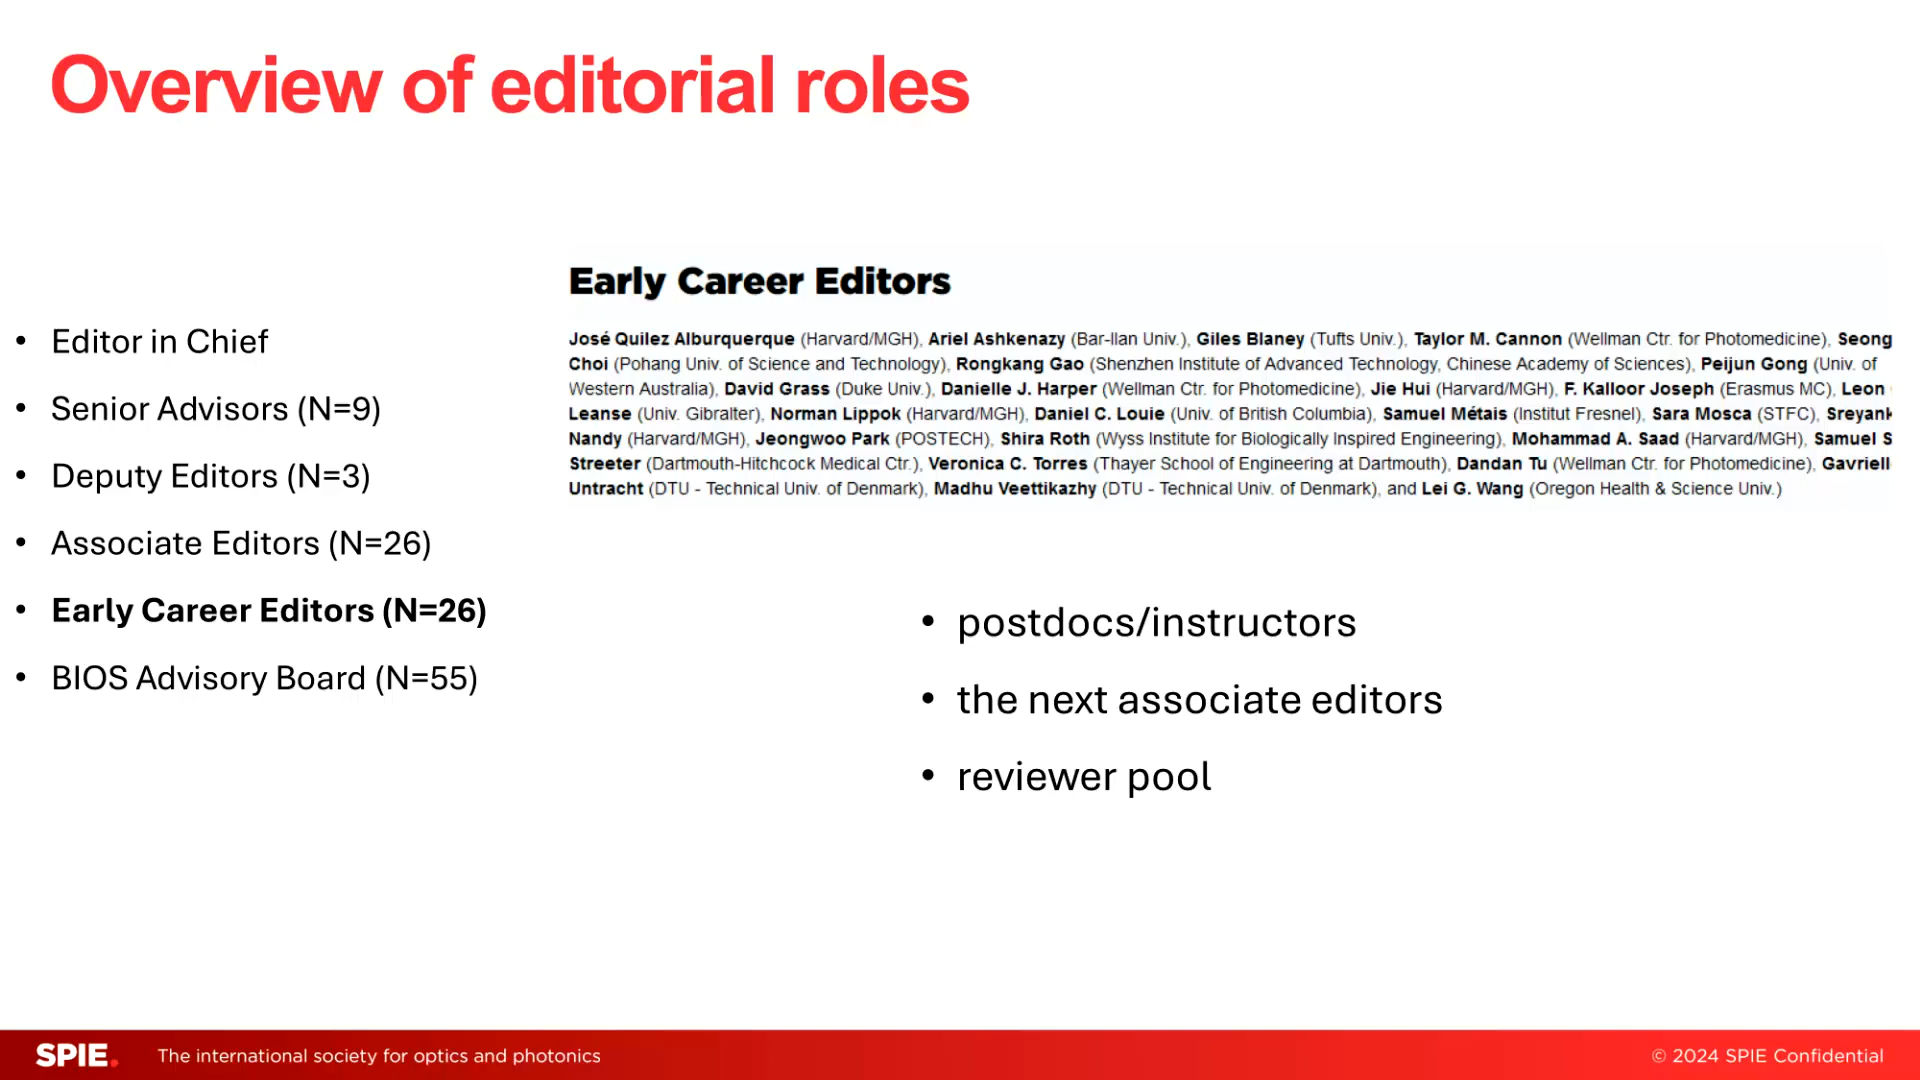 Overview of editorial roles
• Editor in Chief
• Senior Advisors (N=9)
• Deputy Editors (N=3)
• Associate Editors (N=26)
• Early Career Editors (N=26)
• BIOS Advisory Board (N=55)
Early Career Editors
José Quilez Alburquerque (Harvard/MGH), Ariel Ashkenazy (Bar-Ilan Univ.), Giles Blaney (Tufts Univ.), Taylor M. Cannon (Wellman Ctr. for Photomedicine), Seong
Choi (Pohang Univ. of Science and Technology), Rongkang Gao (Shenzhen Institute of Advanced Technology, Chinese Academy of Sciences), Peijun Gong (Univ. of
Western Australia), David Grass (Duke Univ.), Danielle J. Harper (Wellman Ctr. for Photomedicine), Jie Hui (Harvard/MGH), F. Kalloor Joseph (Erasmus MC), Leon
Leanse (Univ. Gibralter), Norman Lippok (Harvard/MGH), Daniel C. Louie (Univ. of British Columbia), Samuel Métais (Institut Fresnel), Sara Mosca (STFC), Sreyank
Nandy (Harvard/MGH), Jeongwoo Park (POSTECH), Shira Roth (Wyss Institute for Biologically Inspired Engineering), Mohammad A. Saad (Harvard/MGH), Samuel S
Streeter (Dartmouth-Hitchcock Medical Ctr.), Veronica C. Torres (Thayer School of Engineering at Dartmouth), Dandan Tu (Wellman Ctr. for Photomedicine), Gavriell
Untracht (DTU - Technical Univ. of Denmark), Madhu Veettikazhy (DTU - Technical Univ. of Denmark), and Lei G. Wang (Oregon Health & Science Univ.)
• postdocs/instructors
• the next associate editors
• reviewer pool
SPIE. The international society for optics and photonics
© 2024 SPIE Confidential